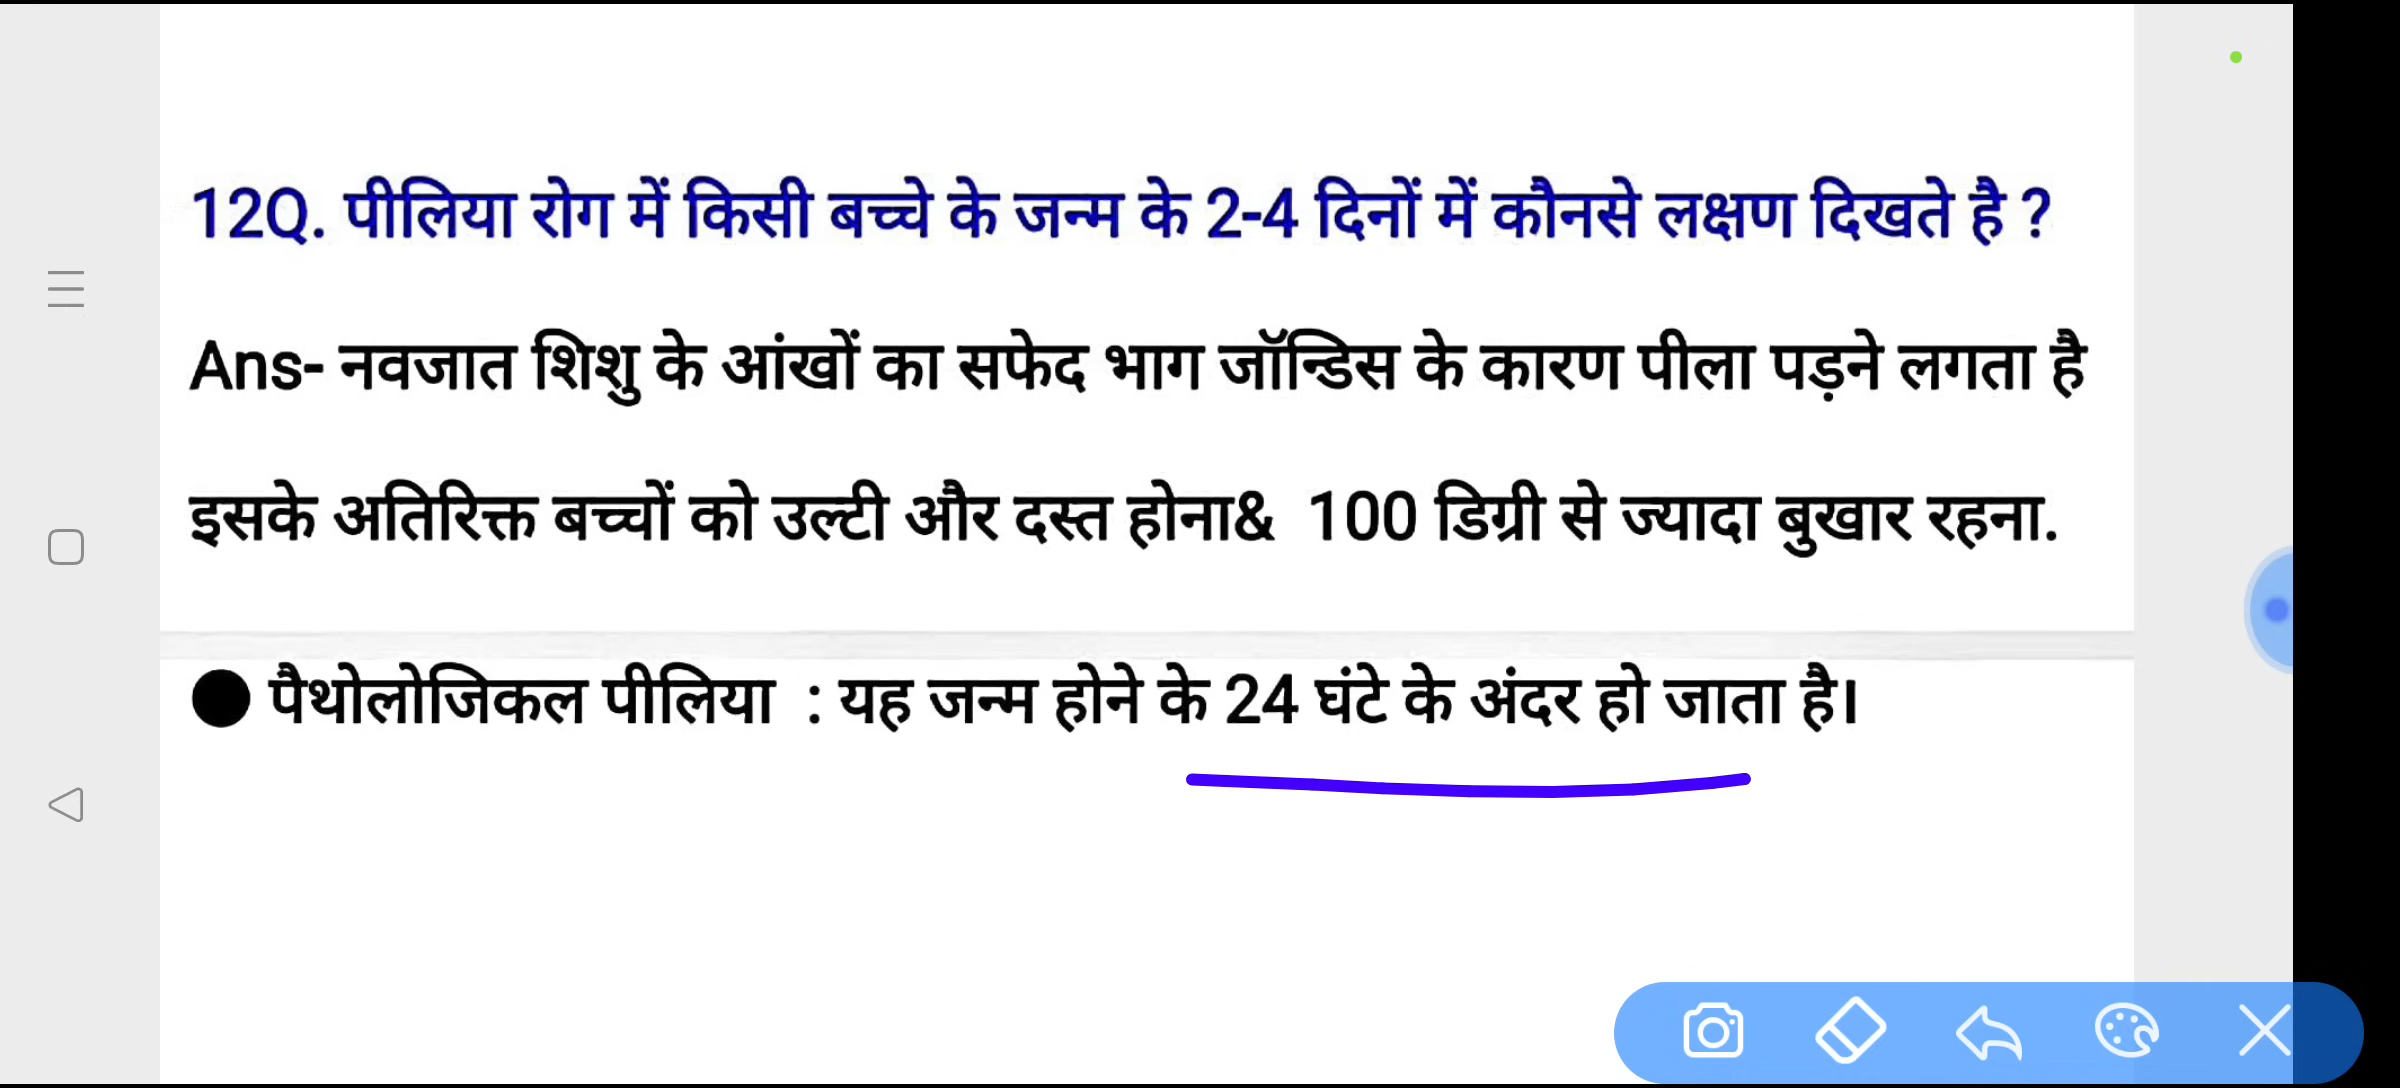 12Q. पीलिया रोग में किसी बच्चे के जन्म के 2-4 दिनों में कौनसे लक्षण दिखते है ?
Ans- नवजात शिशु के आंखों का सफेद भाग जॉन्डिस के कारण पीला पड़ने लगता है
इसके अतिरिक्त बच्चों को उल्टी और दस्त होना& 100 डिग्री से ज्यादा बुखार रहना.
● पैथोलोजिकल पीलिया : यह जन्म होने के 24 घंटे के अंदर हो जाता है।